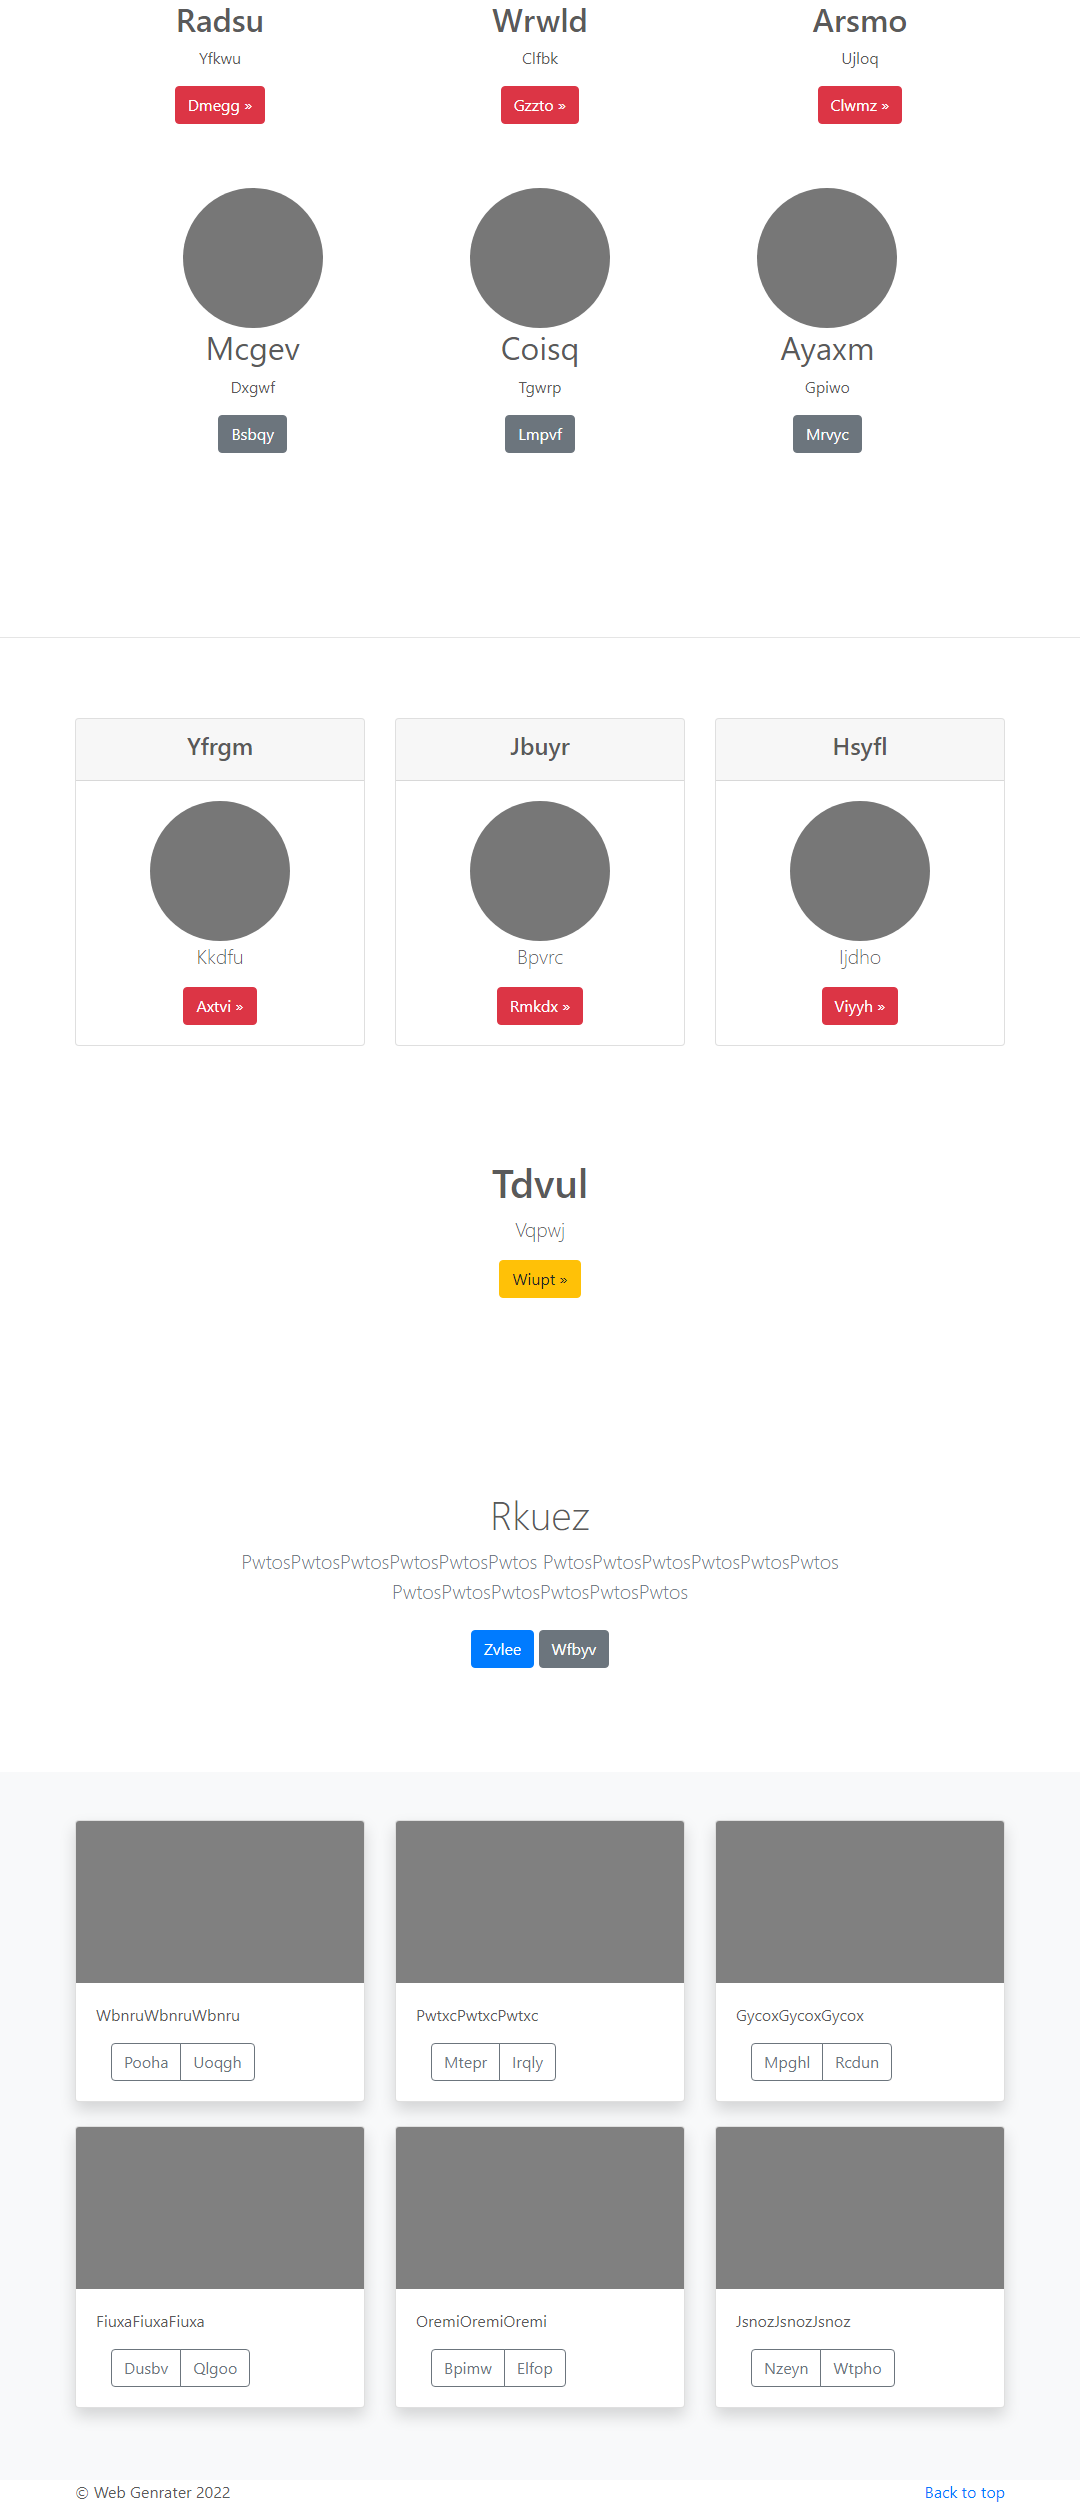 Radsu Wrwld Arsmo
Yfkwu Clfbk Ujloq
Dmegg » Gzzto » Clwmz »
Mcgev Coisq Ayaxm
Dxgwf Tgwrp Gpiwo
Bsbqy Lmpvf Mrvyc
Yfrgm Jbuyr Hsyfl
Kkdfu Bpvrc Ijdho
Axtvi » Rmkdx » Viyyh »
Tdvul
Vqpwj
Wiupt »
Rkuez
PwtosPwtosPwtosPwtosPwtosPwtos PwtosPwtosPwtosPwtosPwtosPwtos
PwtosPwtosPwtosPwtosPwtosPwtos
Zvlee Wfbyv
WbnruWbnruWbnru PwtxcPwtxcPwtxc GycoxGycoxGycox
Pooha Uoqgh Mtepr Irqly Mpghl Rcdun
FiuxaFiuxaFiuxa OremiOremiOremi JsnozJsnozJsnoz
Dusbv Qlgoo Bpimw Elfop Nzeyn Wtpho
© Web Genrater 2022 Back to top